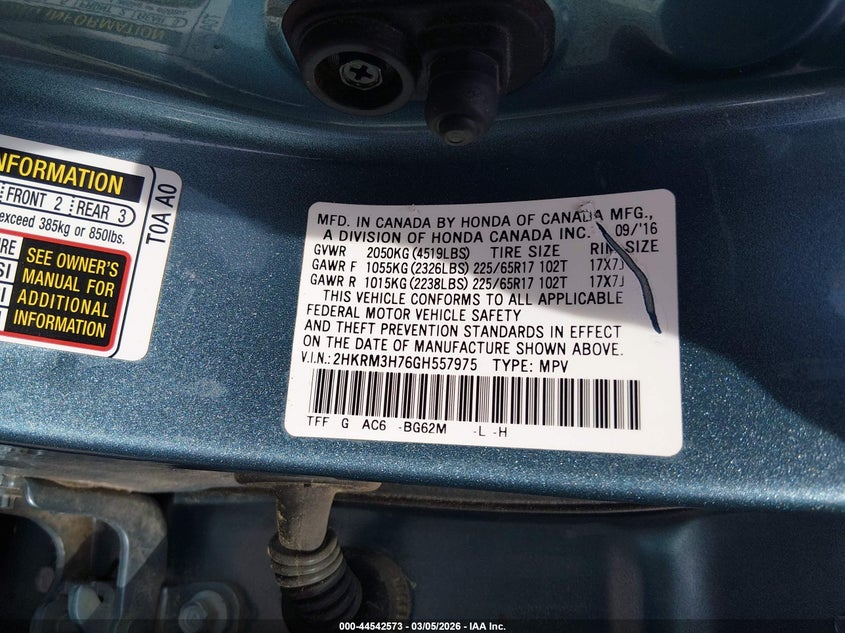 INFORMATION
FRONT 2 REAR 3
exceed 385kg or 850lbs.
SEE OWNER'S
MANUAL FOR
ADDITIONAL
INFORMATION
T0A A0
MFD. IN CANADA BY HONDA OF CANADA MFG.,
A DIVISION OF HONDA CANADA INC. 09/'16
GVWR 2050KG (4519LBS) TIRE SIZE RIM SIZE
GAWR F 1055KG (2326LBS) 225/65R17 102T 17X7J
GAWR R 1015KG (2238LBS) 225/65R17 102T 17X7J
THIS VEHICLE CONFORMS TO ALL APPLICABLE
FEDERAL MOTOR VEHICLE SAFETY
AND THEFT PREVENTION STANDARDS IN EFFECT
ON THE DATE OF MANUFACTURE SHOWN ABOVE.
V.I.N.: 2HKRM3H76GH557975 TYPE: MPV
TFF G AC6 -BG62M -L -H
000-44542573 — 03/05/2026 — IAA Inc.